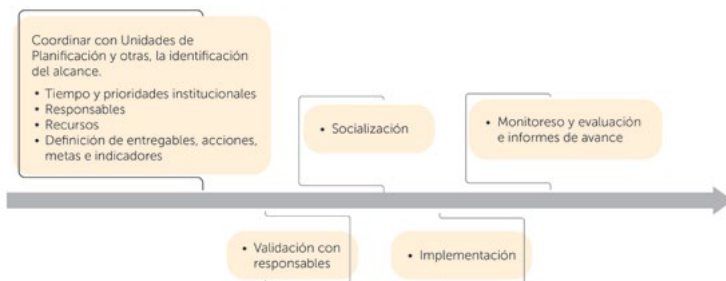 Coordinar con Unidades de
Planificación y otras, la identificación
del alcance.
• Tiempo y prioridades institucionales
• Responsables
• Recursos
• Definición de entregables, acciones,
metas e indicadores
• Validación con
responsables
• Socialización
• Implementación
• Monitoreso y evaluación
e informes de avance